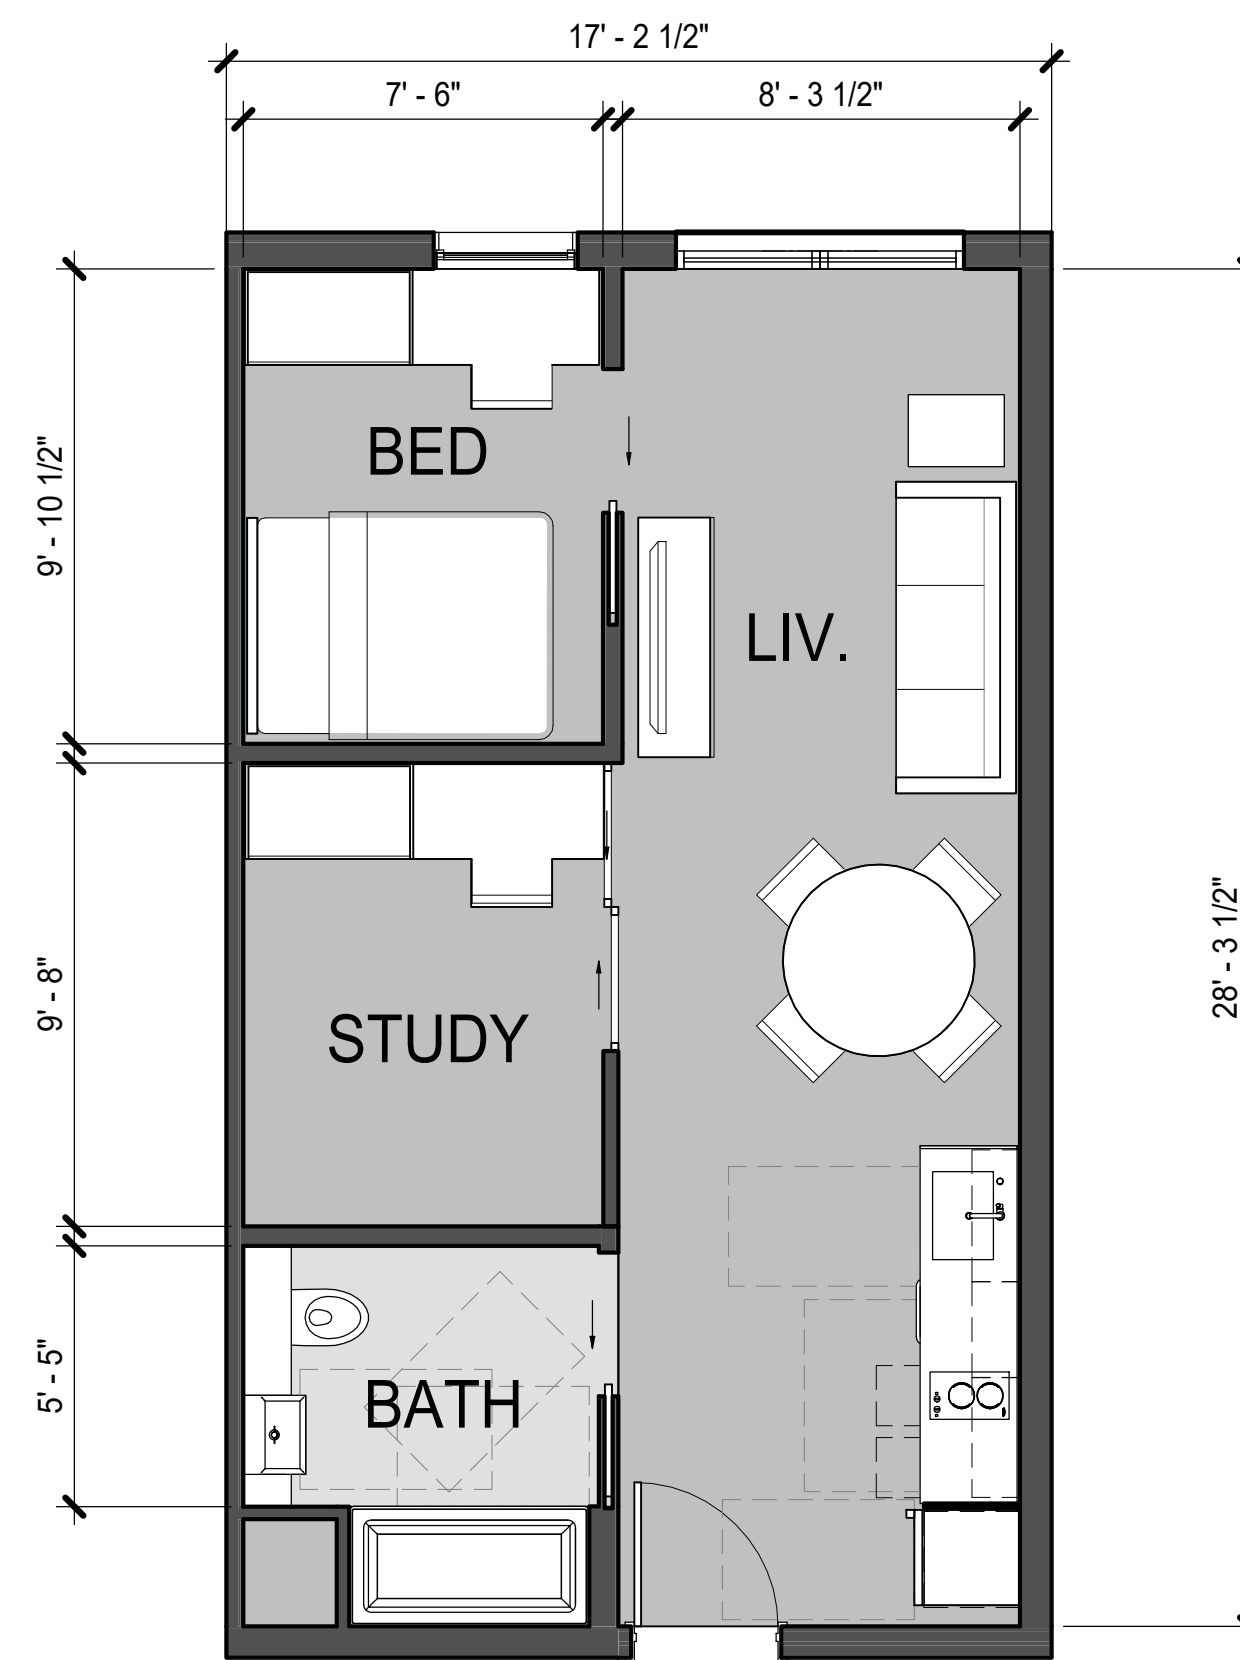 17' - 2 1/2"
7' - 6"
8' - 3 1/2"
9' - 10 1/2"
BED
LIV.
9' - 8"
28' - 3 1/2"
STUDY
5' - 5"
BATH